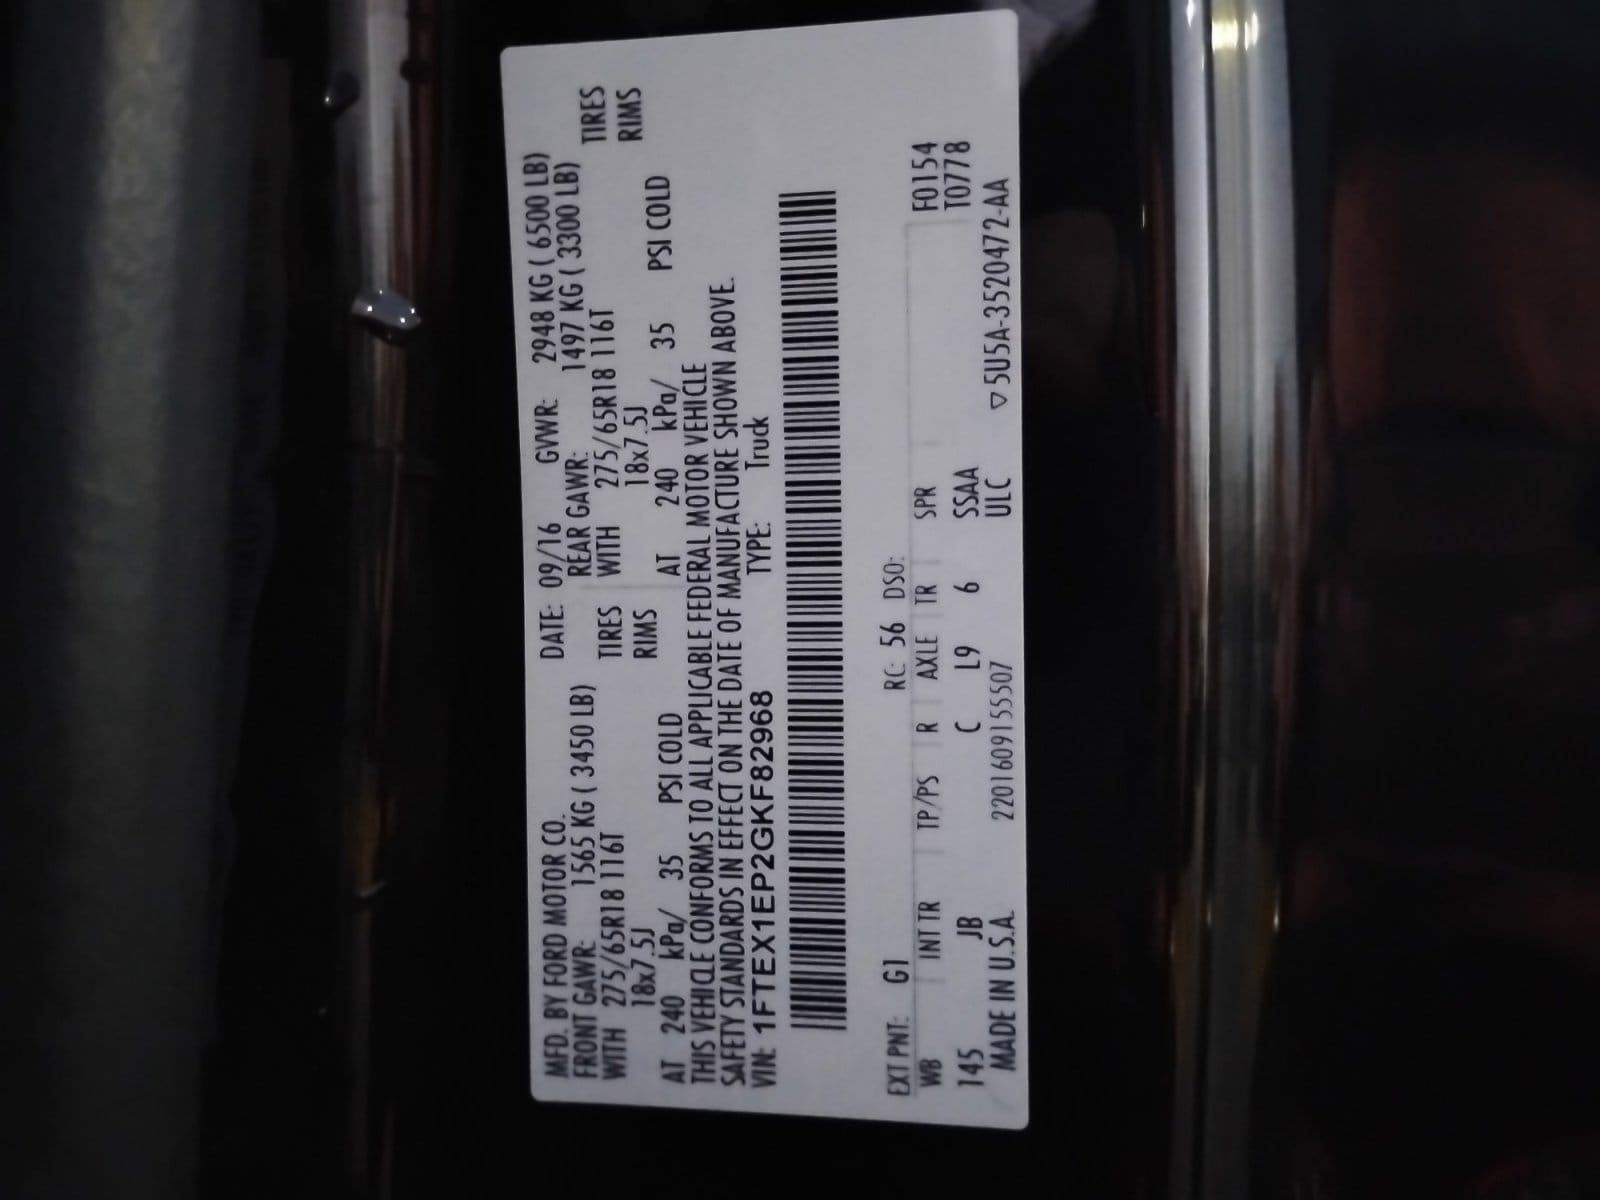 MFD. BY FORD MOTOR CO. DATE: 09/16 GVWR: 2948 KG ( 6500 LB)
FRONT GAWR: 1565 KG ( 3450 LB) REAR GAWR: 1497 KG ( 3300 LB)
WITH 275/65R18 116T TIRES WITH 275/65R18 116T TIRES
18x7.5J RIMS 18x7.5J RIMS
AT 240 kPa/ 35 PSI COLD AT 240 kPa/ 35 PSI COLD
THIS VEHICLE CONFORMS TO ALL APPLICABLE FEDERAL MOTOR VEHICLE
SAFETY STANDARDS IN EFFECT ON THE DATE OF MANUFACTURE SHOWN ABOVE.
VIN: 1FTEX1EP2GKF82968 TYPE: Truck
EXT PNT: G1 RC: 56 DSO: F0154
WB INT TR TP/PS R AXLE TR SPR T0778
145 JB C L9 6 SSAA
MADE IN U.S.A. 220160915​5507 ULC ▽5U5A-3520472-AA